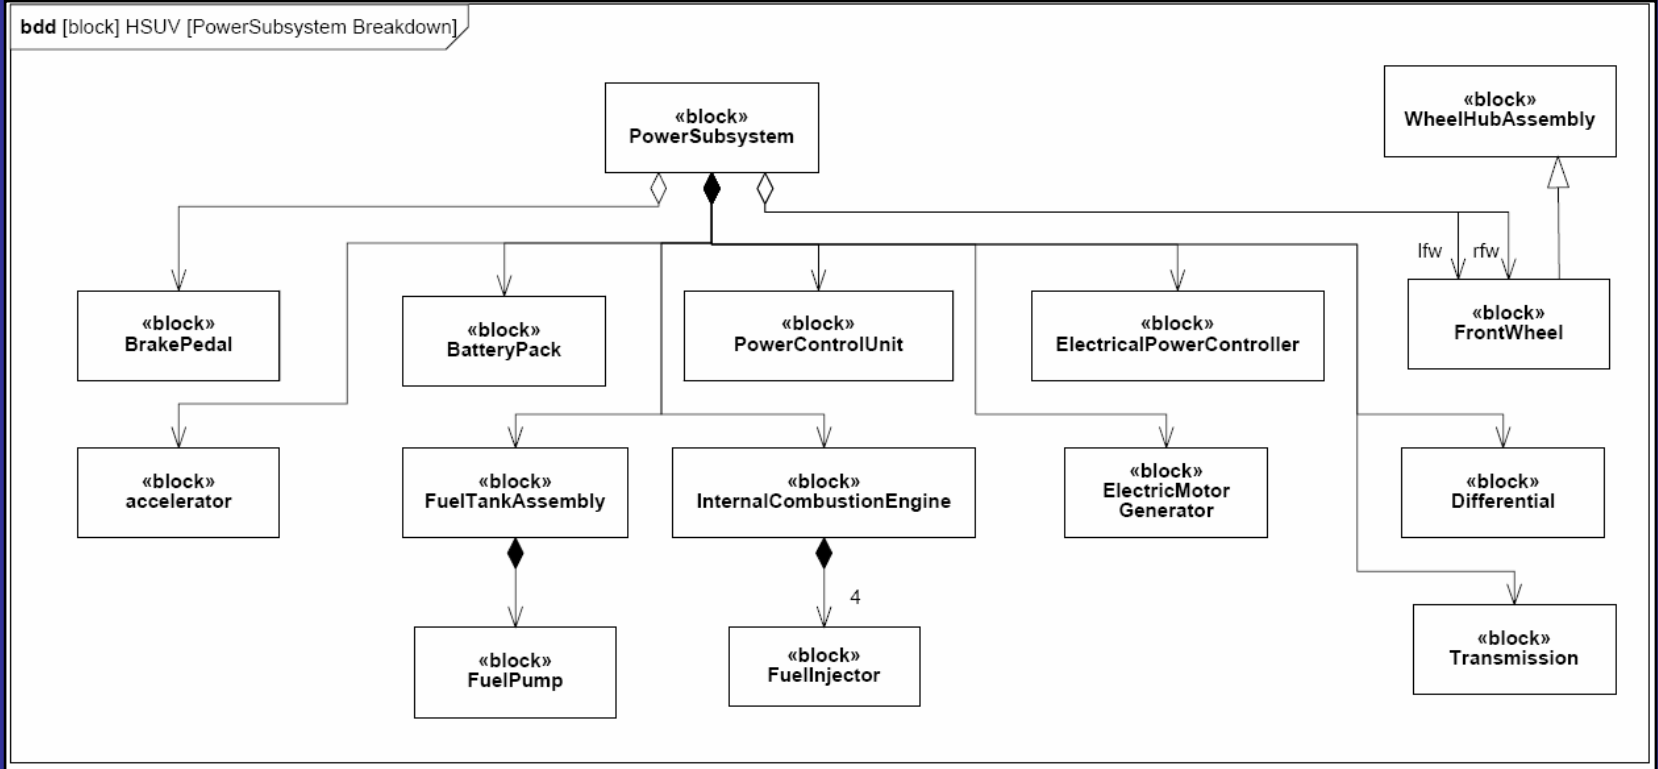 bdd [block] HSUV [PowerSubsystem Breakdown]
«block»
PowerSubsystem
«block»
WheelHubAssembly
lfw
rfw
«block»
BrakePedal
«block»
BatteryPack
«block»
PowerControlUnit
«block»
ElectricalPowerController
«block»
FrontWheel
«block»
accelerator
«block»
FuelTankAssembly
«block»
InternalCombustionEngine
«block»
ElectricMotor
Generator
«block»
Differential
4
«block»
FuelPump
«block»
FuelInjector
«block»
Transmission